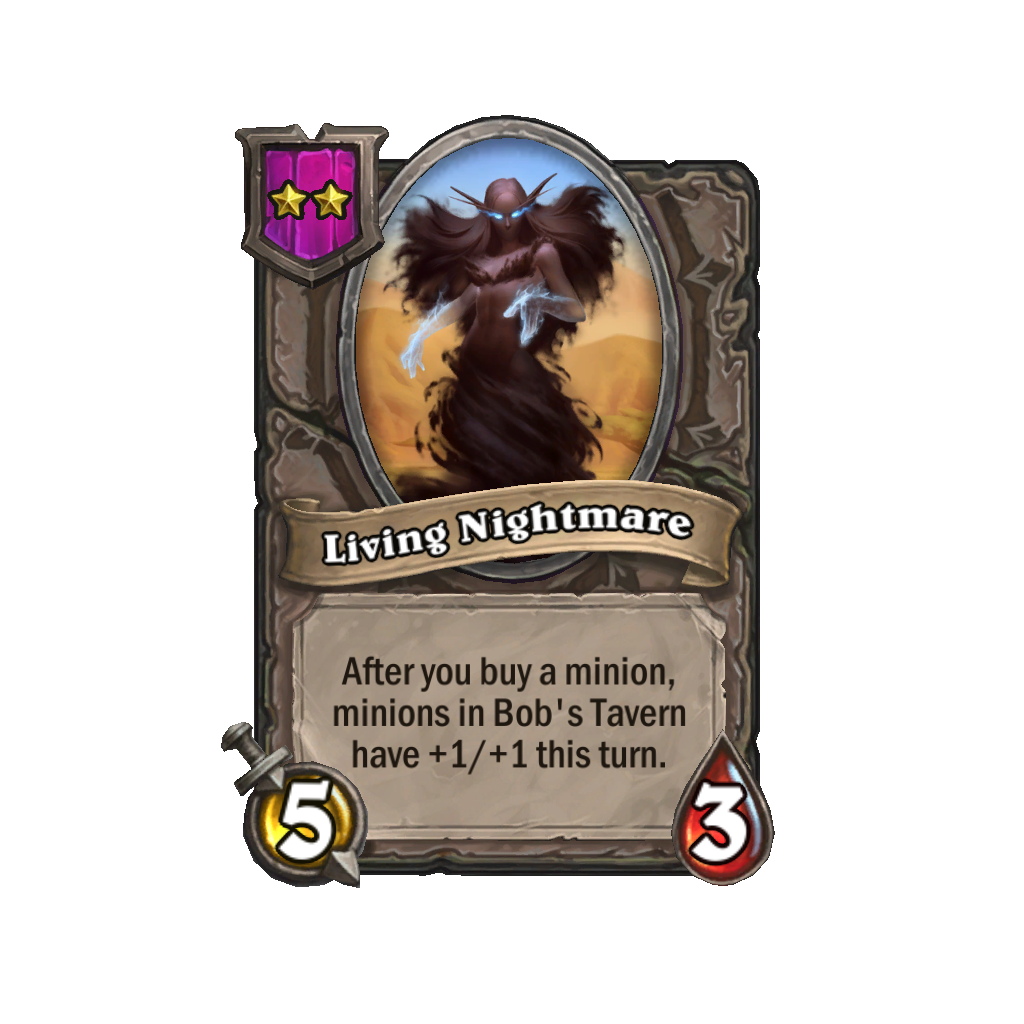 Living Nightmare
After you buy a minion,
minions in Bob's Tavern
have +1/+1 this turn.
5
3